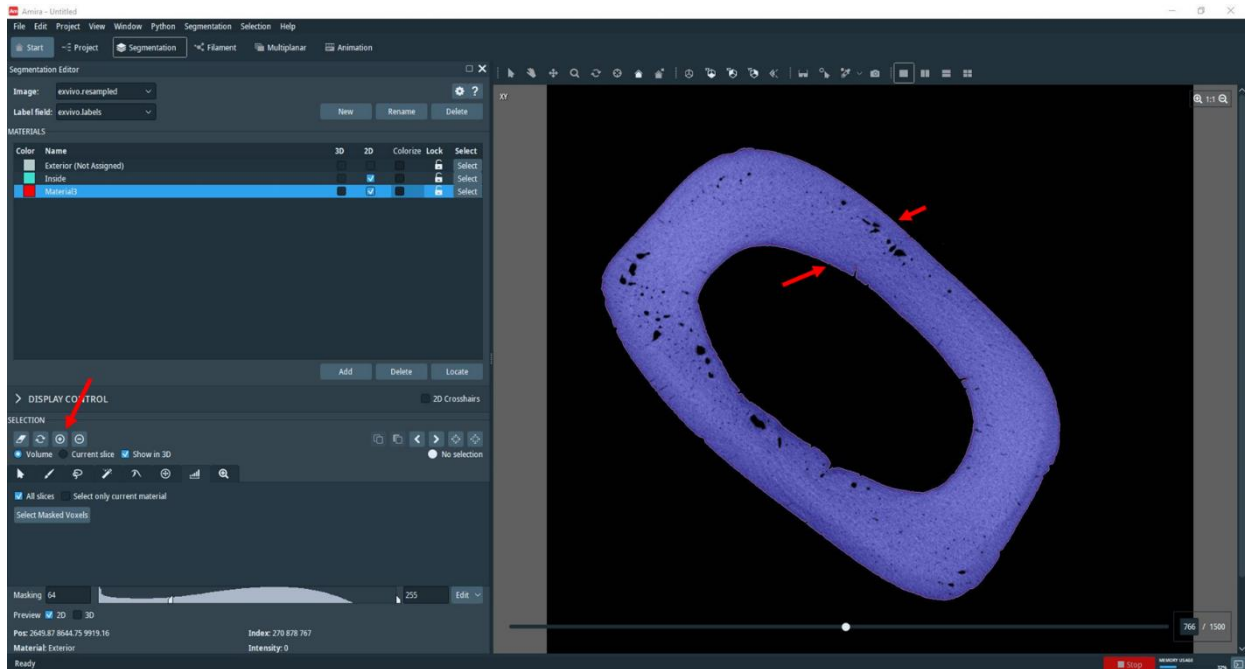 Amira - Untitled
File Edit Project View Window Python Segmentation Selection Help
Start Project Segmentation Filament Multiplanar Animation
Segmentation Editor
Image: exvivo.resampled
Label field: exvivo.labels New Rename Delete
MATERIALS
Color Name 3D 2D Colorize Lock Select
Exterior (Not Assigned) Select
Inside Select
Material3 Select
Add Delete Locate
> DISPLAY CONTROL 2D Crosshairs
SELECTION
Volume Current slice Show in 3D No selection
All slices Select only current material
Select Masked Voxels
Masking 64 255 Edit
Preview 2D 3D
Pos: 2649.87 8644.75 9919.16 Index: 270 878 767
Material: Exterior Intensity: 0
Ready
XY
1:1
766 / 1500
Stop MEMORY USAGE